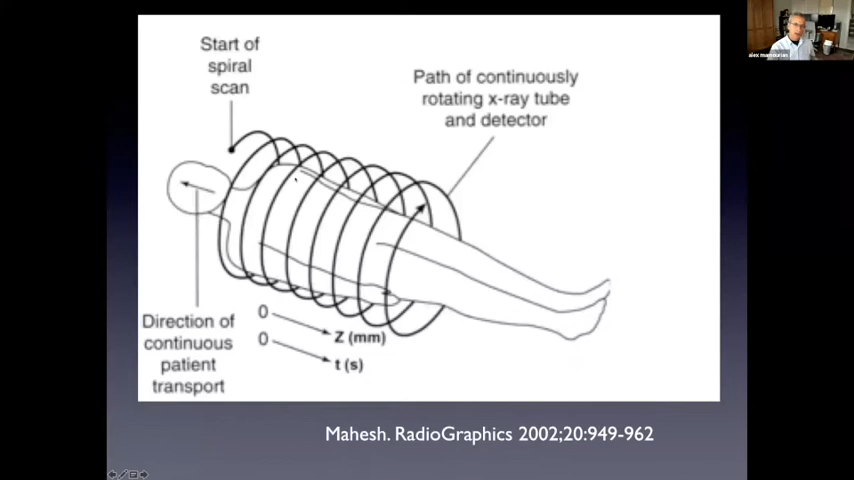 Start of
spiral
scan
Path of continuously
rotating x-ray tube
and detector
Direction of
continuous
patient
transport
0
Z (mm)
0
t (s)
Mahesh. RadioGraphics 2002;20:949-962